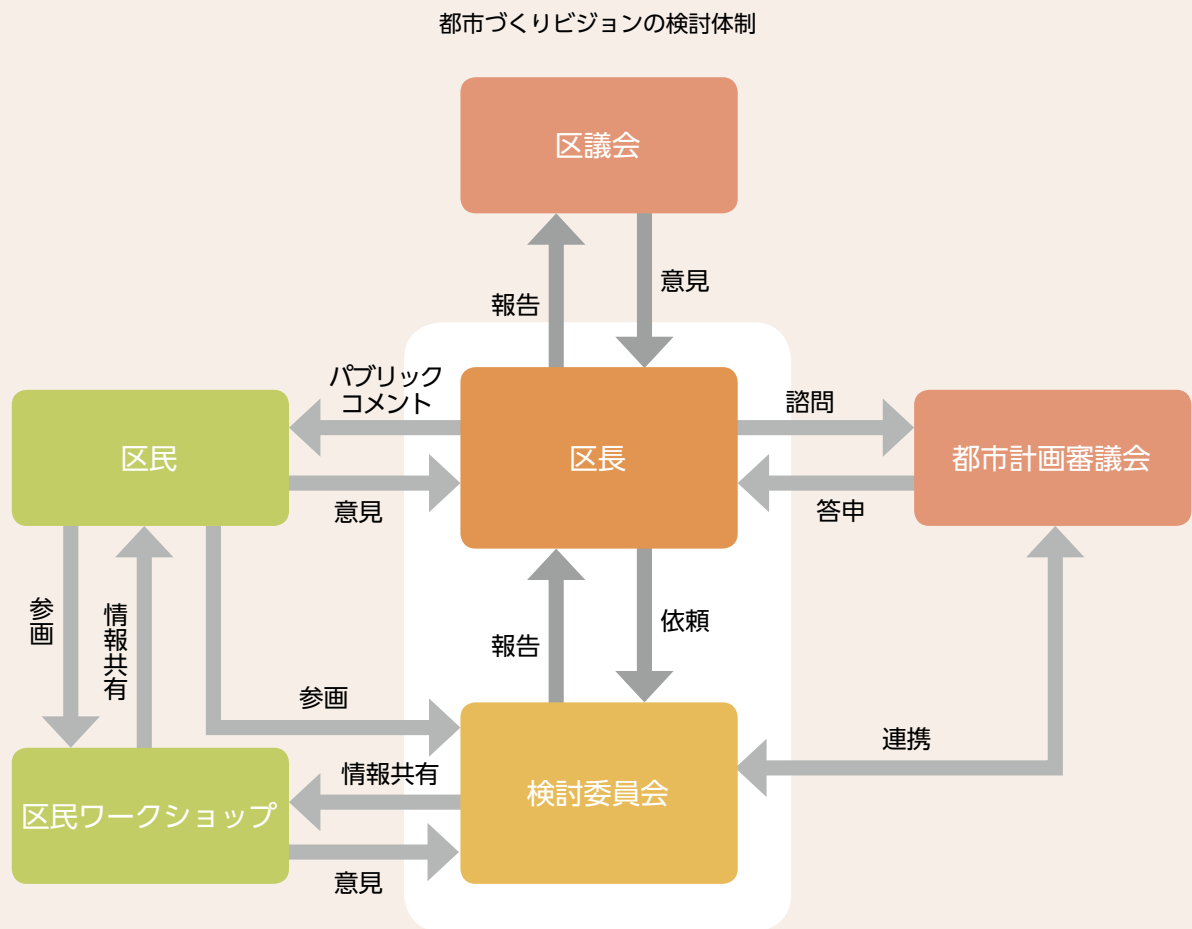 都市づくりビジョンの検討体制
区議会
報告
意見
パブリック
コメント
諮問
区民
区長
都市計画審議会
意見
答申
参画
情報共有
報告
依頼
参画
連携
情報共有
検討委員会
区民ワークショップ
意見